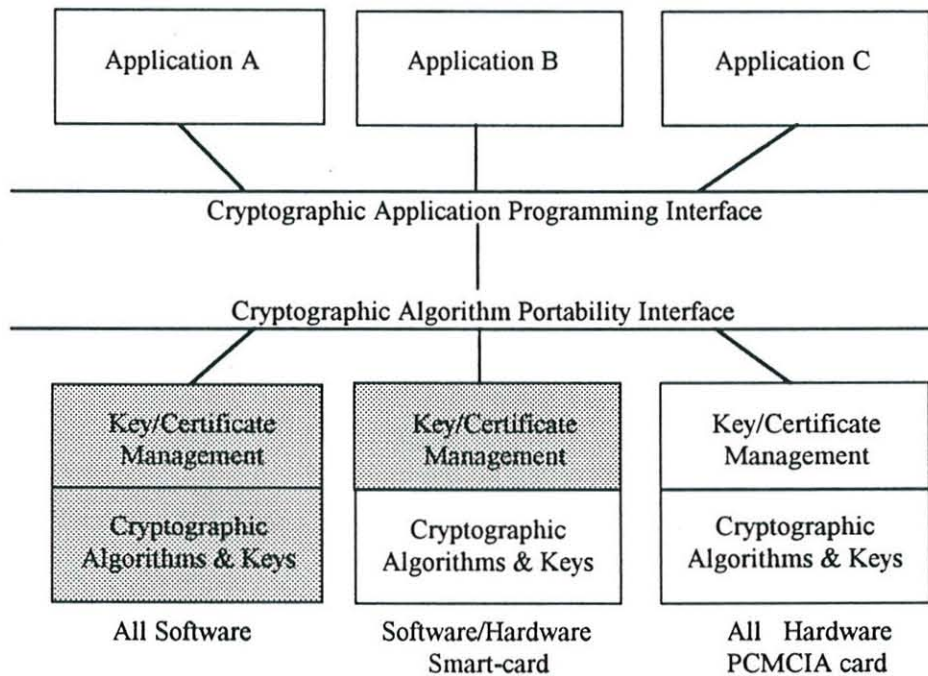 Application A
Application B
Application C
Cryptographic Application Programming Interface
Cryptographic Algorithm Portability Interface
Key/Certificate
Management
Cryptographic
Algorithms & Keys
All Software
Key/Certificate
Management
Cryptographic
Algorithms & Keys
Software/Hardware
Smart-card
Key/Certificate
Management
Cryptographic
Algorithms & Keys
All Hardware
PCMCIA card